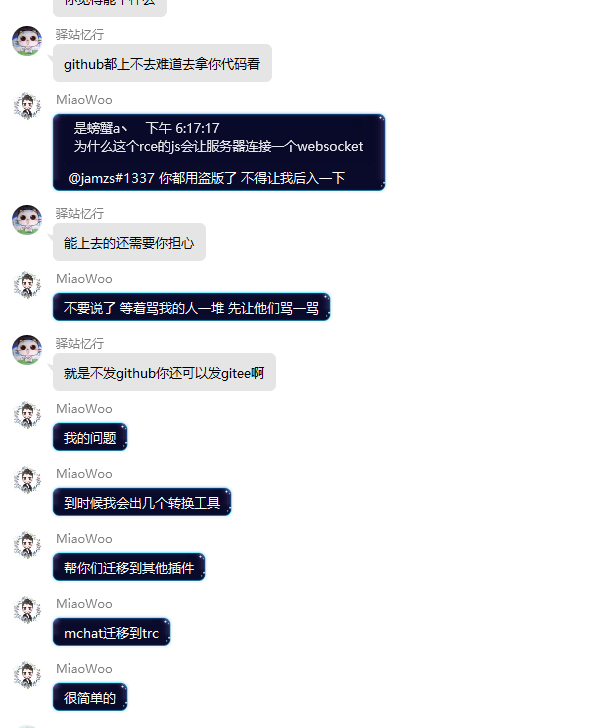 驿站忆行
github都上不去难道去拿你代码看
MiaoWoo
是螃蟹a丶 下午 6:17:17
为什么这个rce的js会让服务器连接一个websocket
@jamzs#1337 你都用盗版了 不得让我后入一下
驿站忆行
能上去的还需要你担心
MiaoWoo
不要说了 等着骂我的人一堆 先让他们骂一骂
驿站忆行
就是不发github你还可以发gitee啊
MiaoWoo
我的问题
MiaoWoo
到时候我会出几个转换工具
MiaoWoo
帮你们迁移到其他插件
MiaoWoo
mchat迁移到trc
MiaoWoo
很简单的